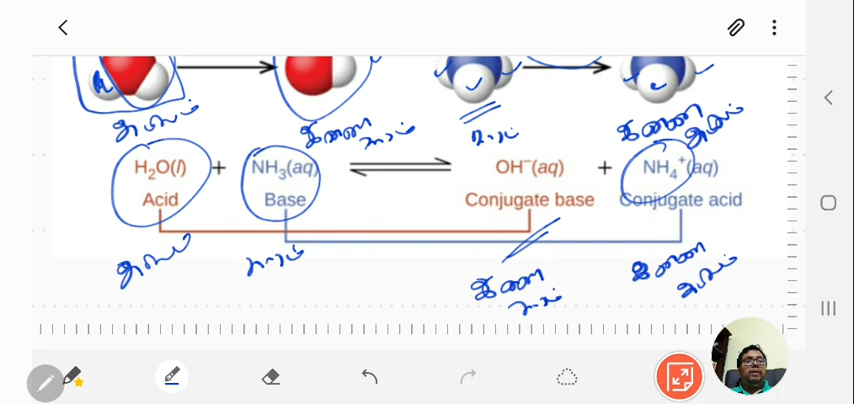 அமிலம்
இணை
காரம்
காரம்
இணை
அமிலம்
H₂O(l) + NH₃(aq) ⇌ OH⁻(aq) + NH₄⁺(aq)
Acid Base Conjugate base Conjugate acid
அமிலம்
காரம்
இணை
காரம்
இணை
அமிலம்